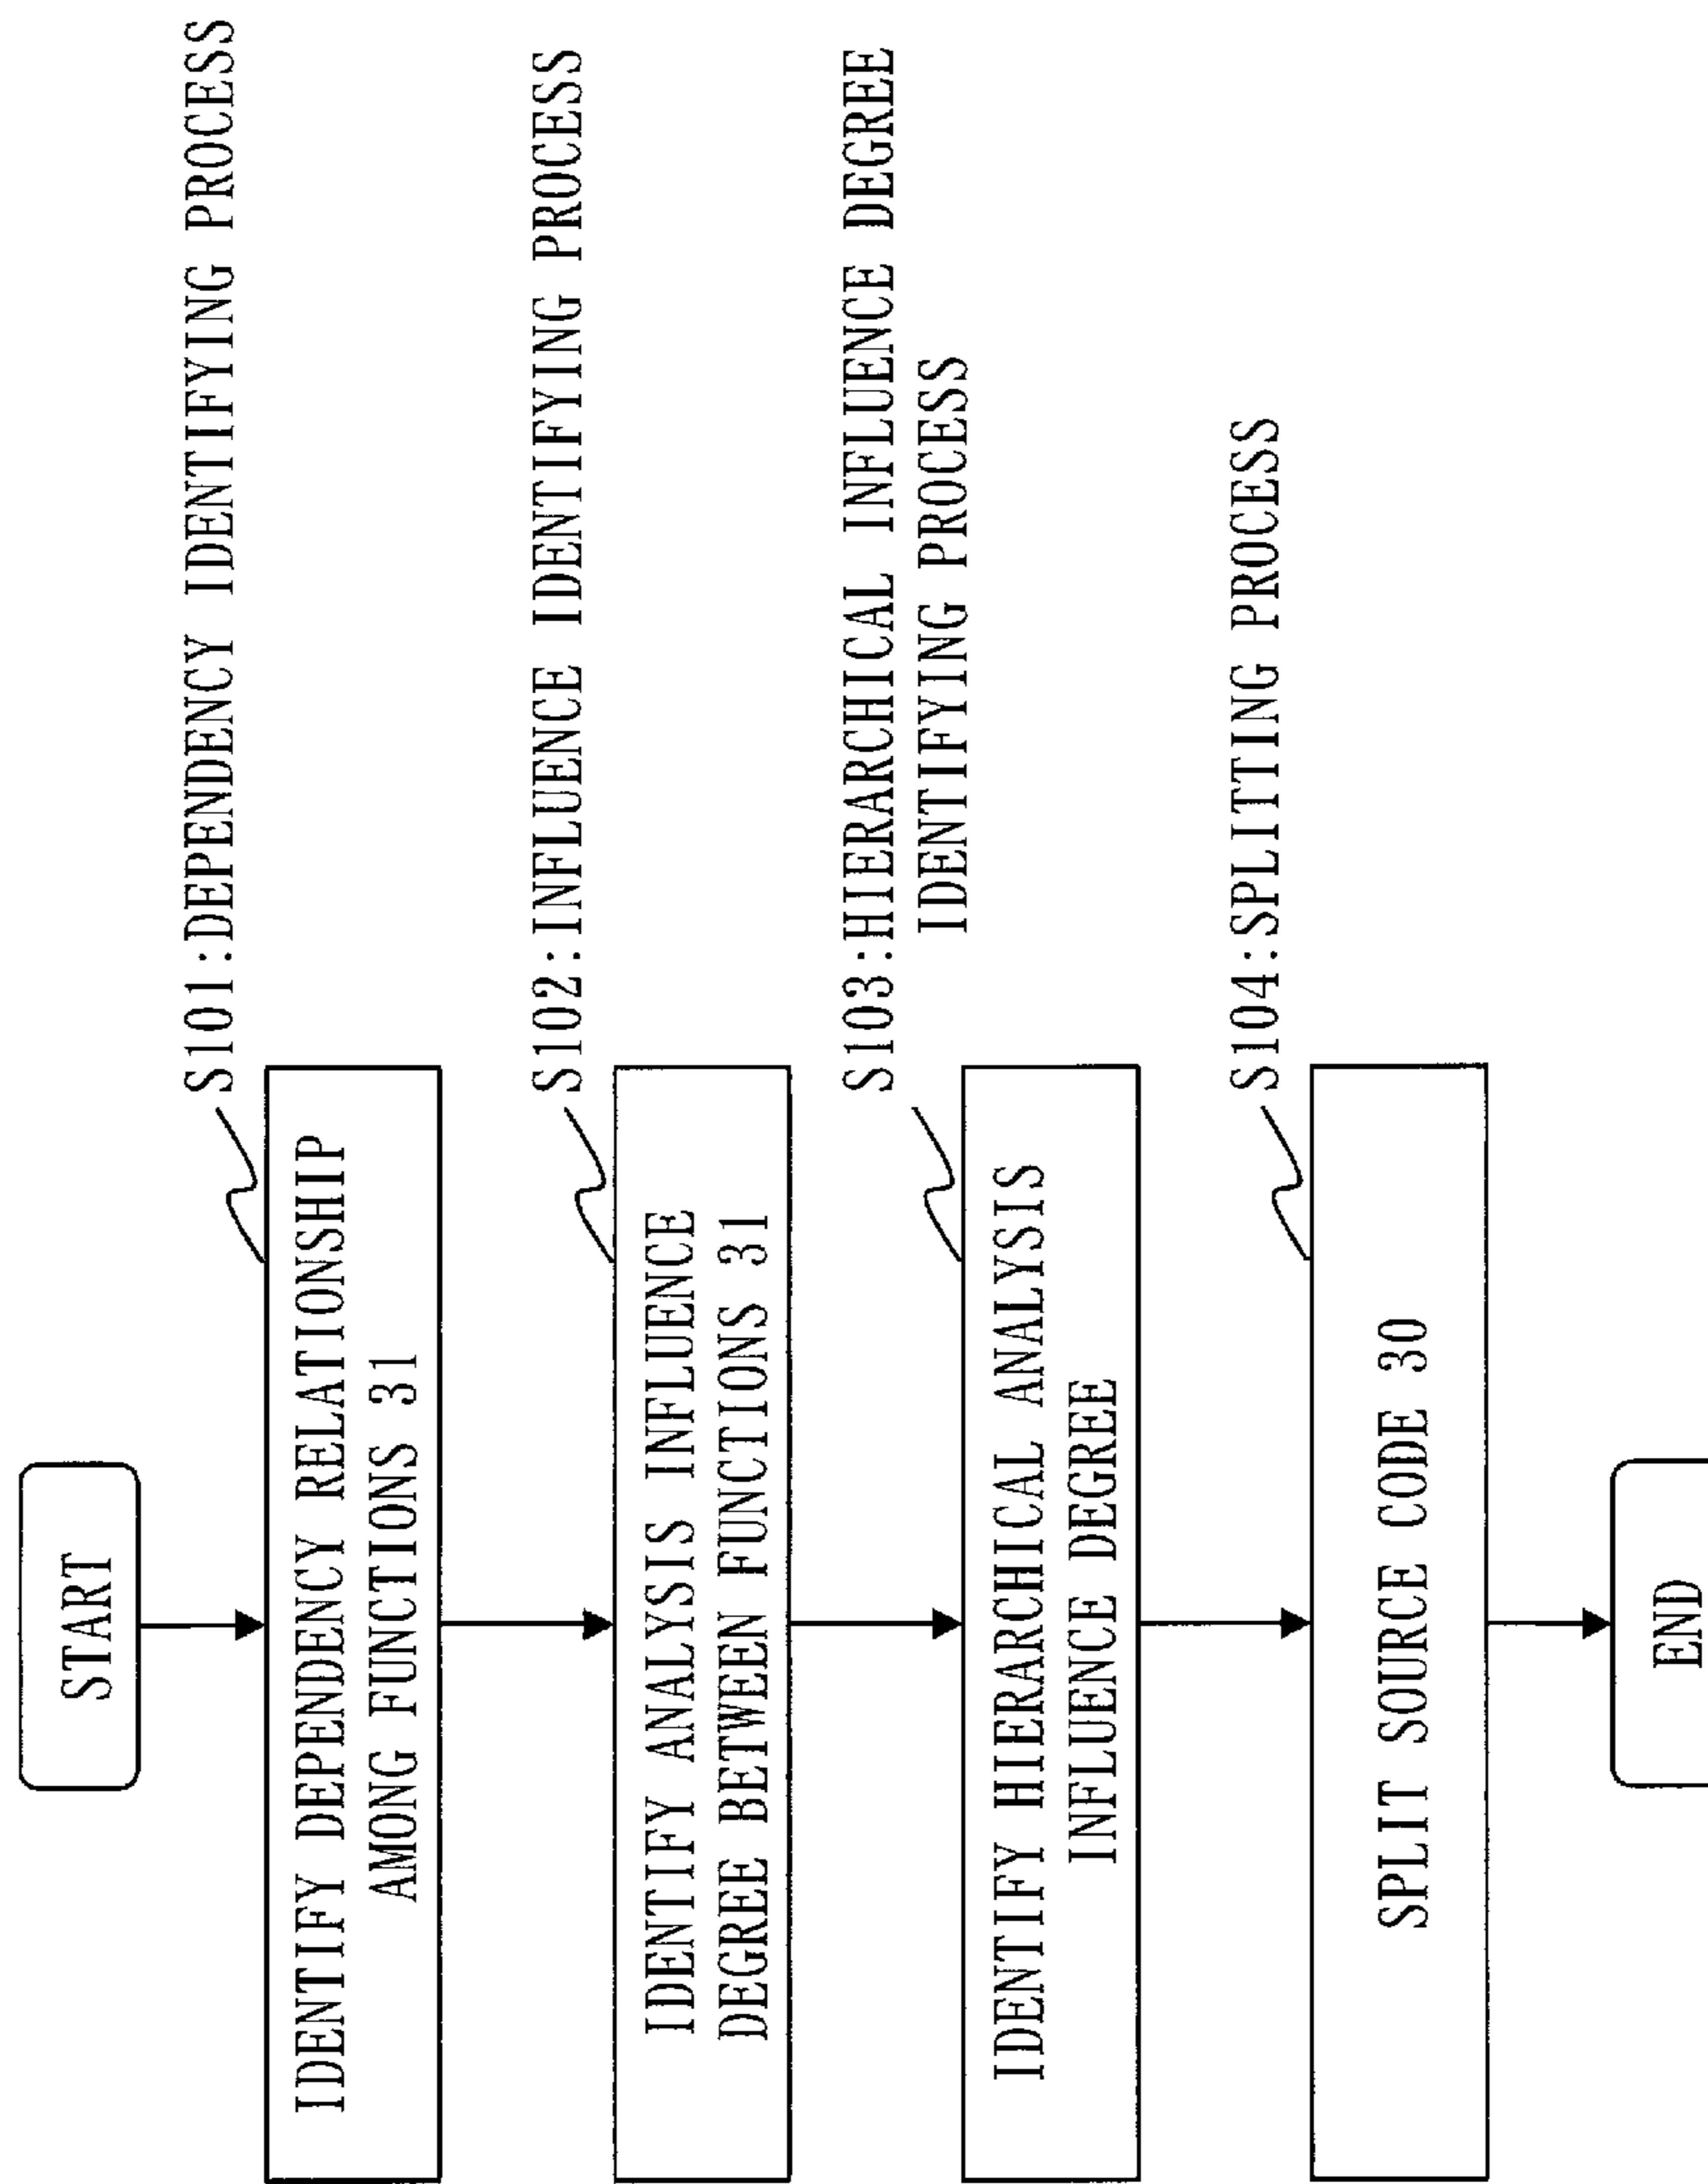 START
S101:DEPENDENCY IDENTIFYING PROCESS
IDENTIFY DEPENDENCY RELATIONSHIP
AMONG FUNCTIONS 31
S102:INFLUENCE IDENTIFYING PROCESS
IDENTIFY ANALYSIS INFLUENCE
DEGREE BETWEEN FUNCTIONS 31
S103:HIERARCHICAL INFLUENCE DEGREE
IDENTIFYING PROCESS
IDENTIFY HIERARCHICAL ANALYSIS
INFLUENCE DEGREE
S104:SPLITTING PROCESS
SPLIT SOURCE CODE 30
END